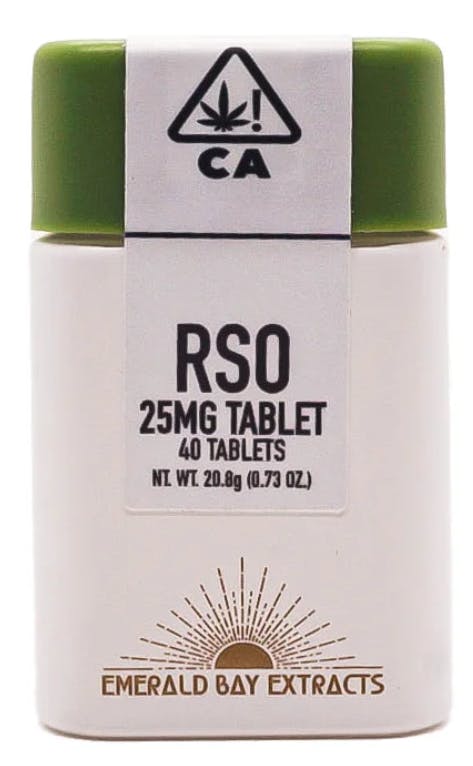 !
CA
RSO
25MG TABLET
40 TABLETS
NT. WT. 20.8g (0.73 OZ.)
EMERALD BAY EXTRACTS